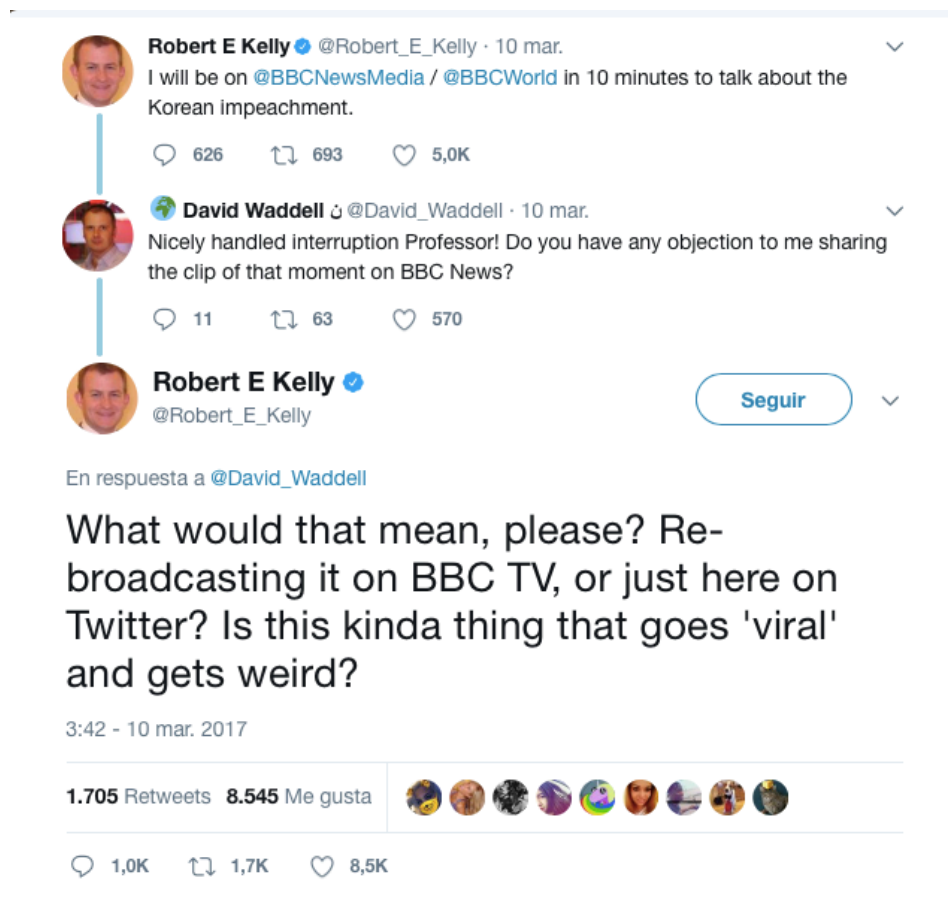 Robert E Kelly @Robert_E_Kelly · 10 mar.
I will be on @BBCNewsMedia / @BBCWorld in 10 minutes to talk about the
Korean impeachment.
626 693 5,0K
David Waddell ن @David_Waddell · 10 mar.
Nicely handled interruption Professor! Do you have any objection to me sharing
the clip of that moment on BBC News?
11 63 570
Robert E Kelly
@Robert_E_Kelly
Seguir
En respuesta a @David_Waddell
What would that mean, please? Re-
broadcasting it on BBC TV, or just here on
Twitter? Is this kinda thing that goes 'viral'
and gets weird?
3:42 - 10 mar. 2017
1.705 Retweets 8.545 Me gusta
1,0K 1,7K 8,5K